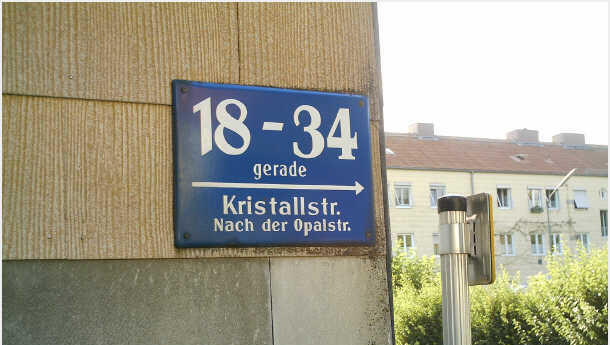 18 - 34
gerade
Kristallstr.
Nach der Opalstr.